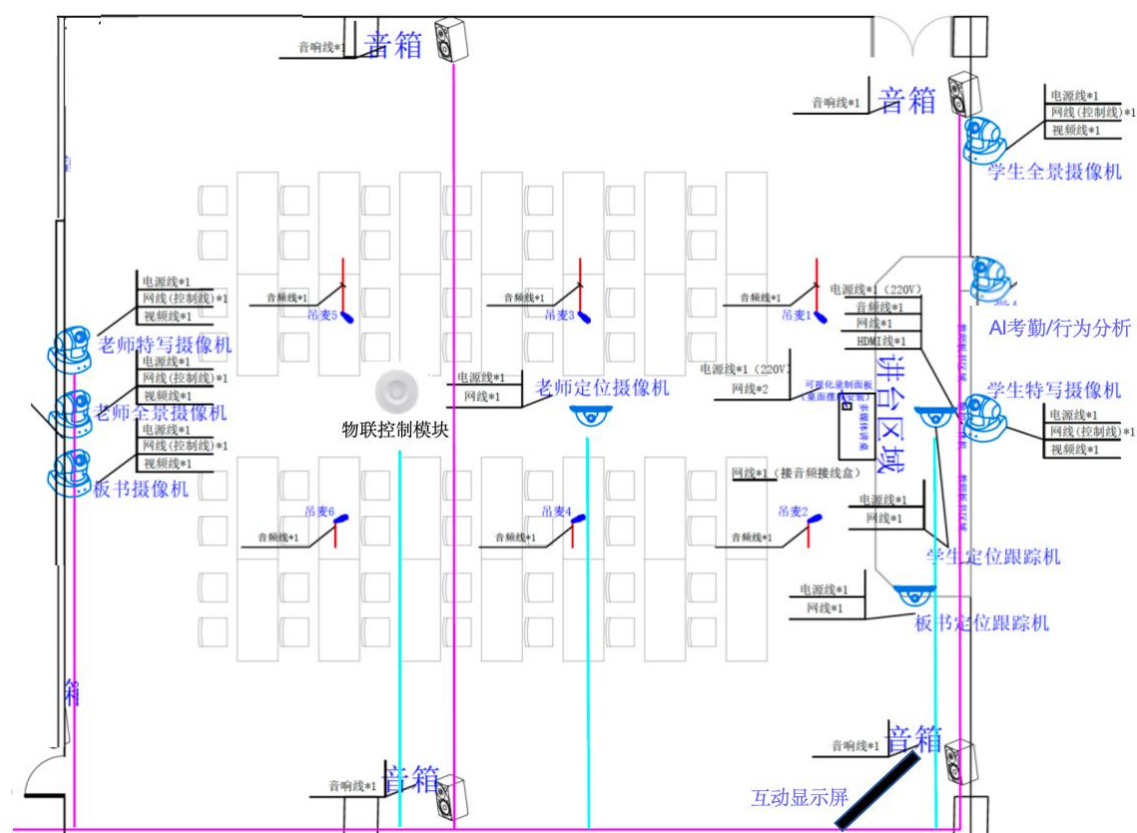 音响线*1
音箱
音响线*1
音箱
电源线*1
网线(控制线)*1
视频线*1
学生全景摄像机
电源线*1
网线(控制线)*1
视频线*1
老师特写摄像机
电源线*1
网线(控制线)*1
视频线*1
老师全景摄像机
电源线*1
网线(控制线)*1
视频线*1
板书摄像机
音频线*1
吊麦5
音频线*1
吊麦3
音频线*1
吊麦1
电源线*1（220V）
音频线*1
网线*1
HDMI线*1
AI考勤/行为分析
物联控制模块
电源线*1
网线*1
老师定位摄像机
电源线*1（220V）
网线*2
可视化录制面板
多媒体讲桌
讲台区域
学生特写摄像机
电源线*1
网线(控制线)*1
视频线*1
网线*1（接音频接线盒）
音频线*1
吊麦6
音频线*1
吊麦4
音频线*1
吊麦2
电源线*1
网线*1
学生定位跟踪机
电源线*1
网线*1
板书定位跟踪机
箱
音响线*1
音箱
音响线*1
音箱
互动显示屏